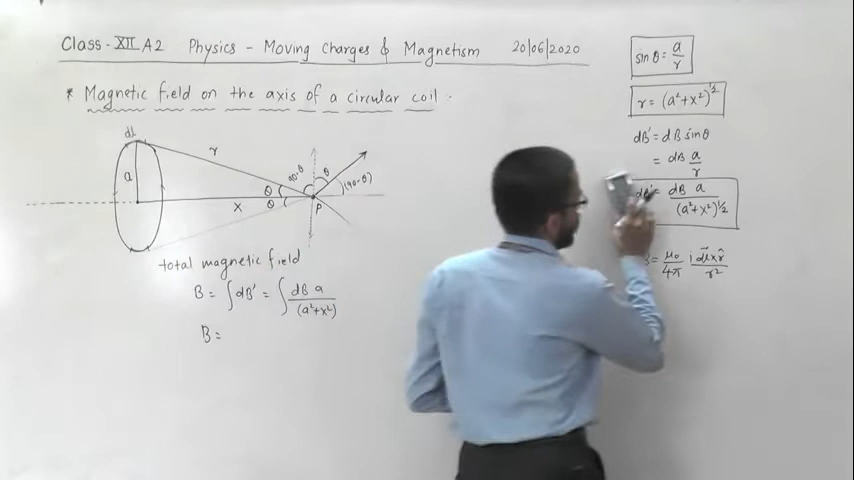 Class - XII A2 Physics - Moving Charges & Magnetism 20/06/2020
* Magnetic field on the axis of a circular coil.
dl
r
a
90-θ
θ
(90-θ)
θ
θ
x
P
total magnetic field
B = ∫dB' = ∫ dB a / (a²+x²)
B =
sin θ = a/r
r = (a²+x²)^1/2
dB' = dB sin θ
= dB a/r
dB' = dB a / (a²+x²)^1/2
= μ₀/4π i dl⃗ x r̂ / r²